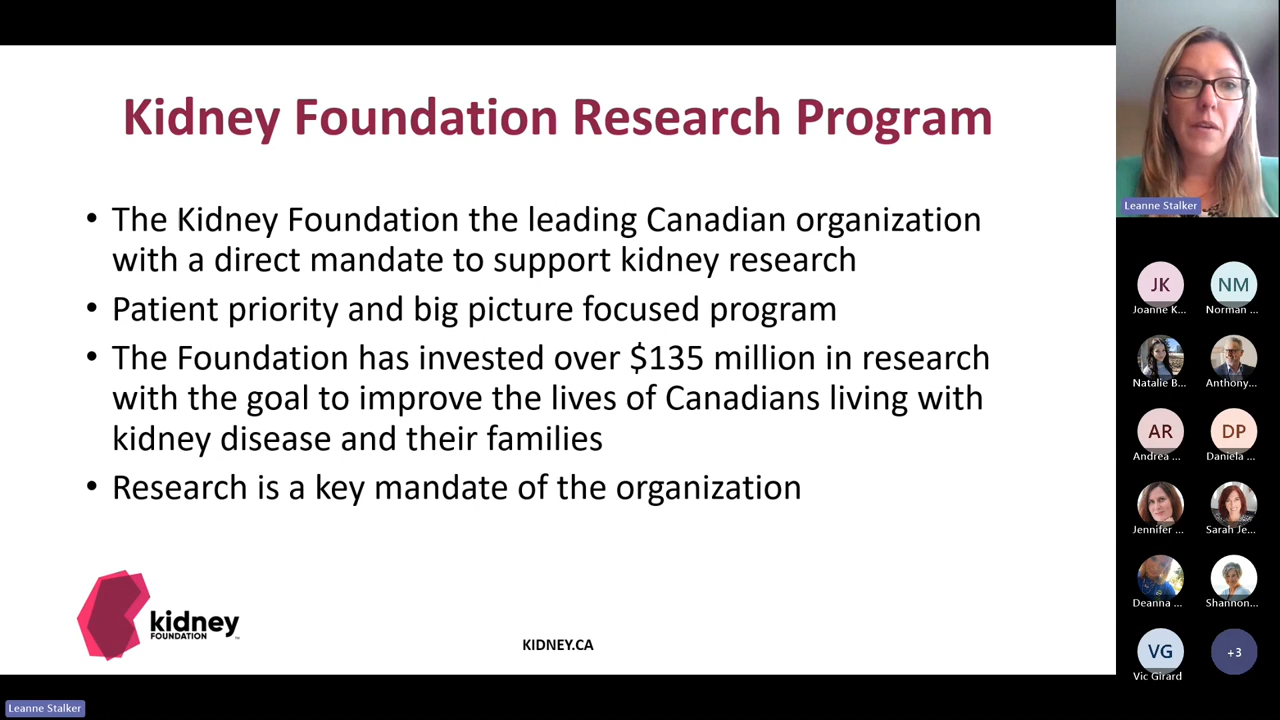 Kidney Foundation Research Program
• The Kidney Foundation the leading Canadian organization
with a direct mandate to support kidney research
• Patient priority and big picture focused program
• The Foundation has invested over $135 million in research
with the goal to improve the lives of Canadians living with
kidney disease and their families
• Research is a key mandate of the organization
kidney
FOUNDATION
KIDNEY.CA
Leanne Stalker
Leanne Stalker
JK
Joanne K...
NM
Norman ...
Natalie B...
Anthony...
AR
Andrea ...
DP
Daniela ...
Jennifer ...
Sarah Je...
Deanna ...
Shannon...
VG
Vic Girard
+3